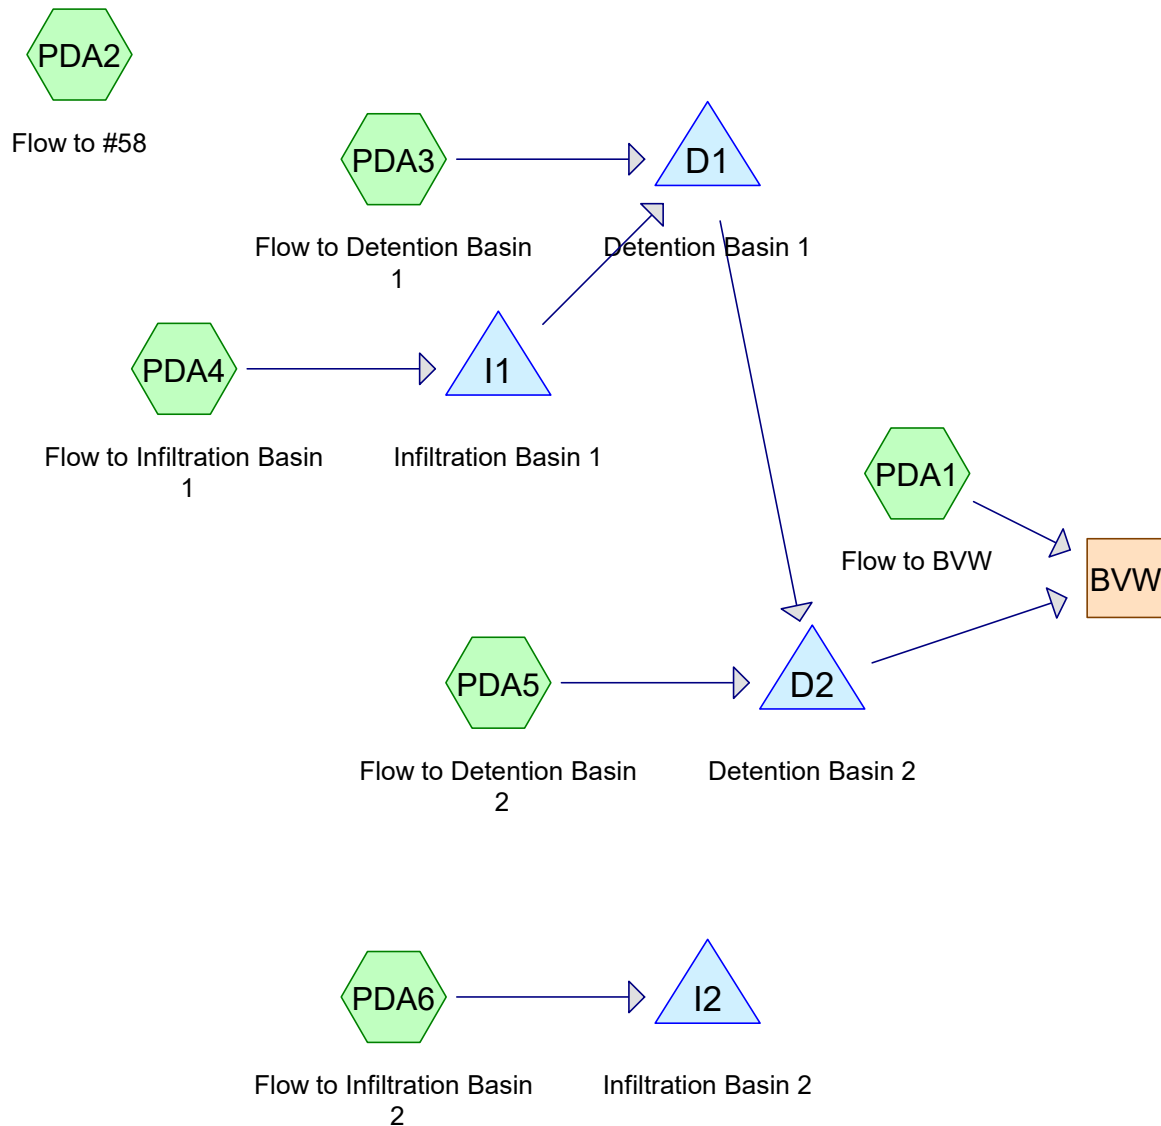 PDA2
Flow to #58
PDA3
D1
Flow to Detention Basin
1
Detention Basin 1
PDA4
I1
Flow to Infiltration Basin
1
Infiltration Basin 1
PDA1
Flow to BVW
BVW
PDA5
D2
Flow to Detention Basin
2
Detention Basin 2
PDA6
I2
Flow to Infiltration Basin
2
Infiltration Basin 2